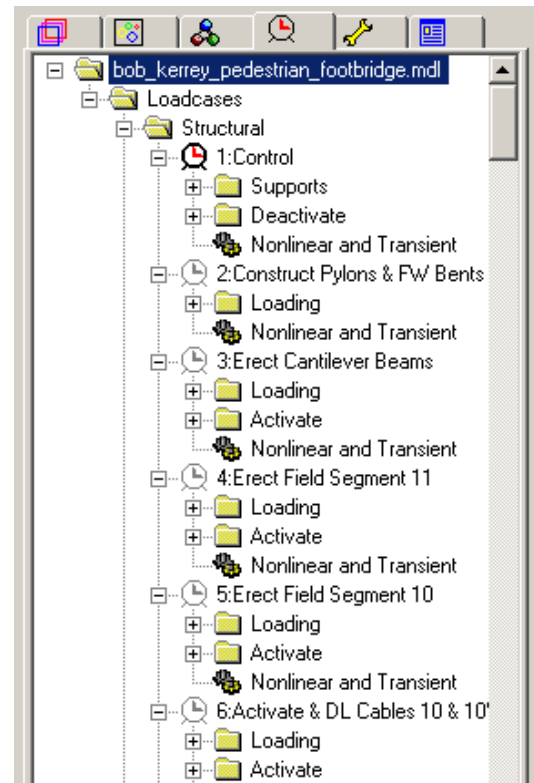 bob_kerrey_pedestrian_footbridge.mdl
Loadcases
Structural
1:Control
Supports
Deactivate
Nonlinear and Transient
2:Construct Pylons & FW Bents
Loading
Nonlinear and Transient
3:Erect Cantilever Beams
Loading
Activate
Nonlinear and Transient
4:Erect Field Segment 11
Loading
Activate
Nonlinear and Transient
5:Erect Field Segment 10
Loading
Activate
Nonlinear and Transient
6:Activate & DL Cables 10 & 10'
Loading
Activate